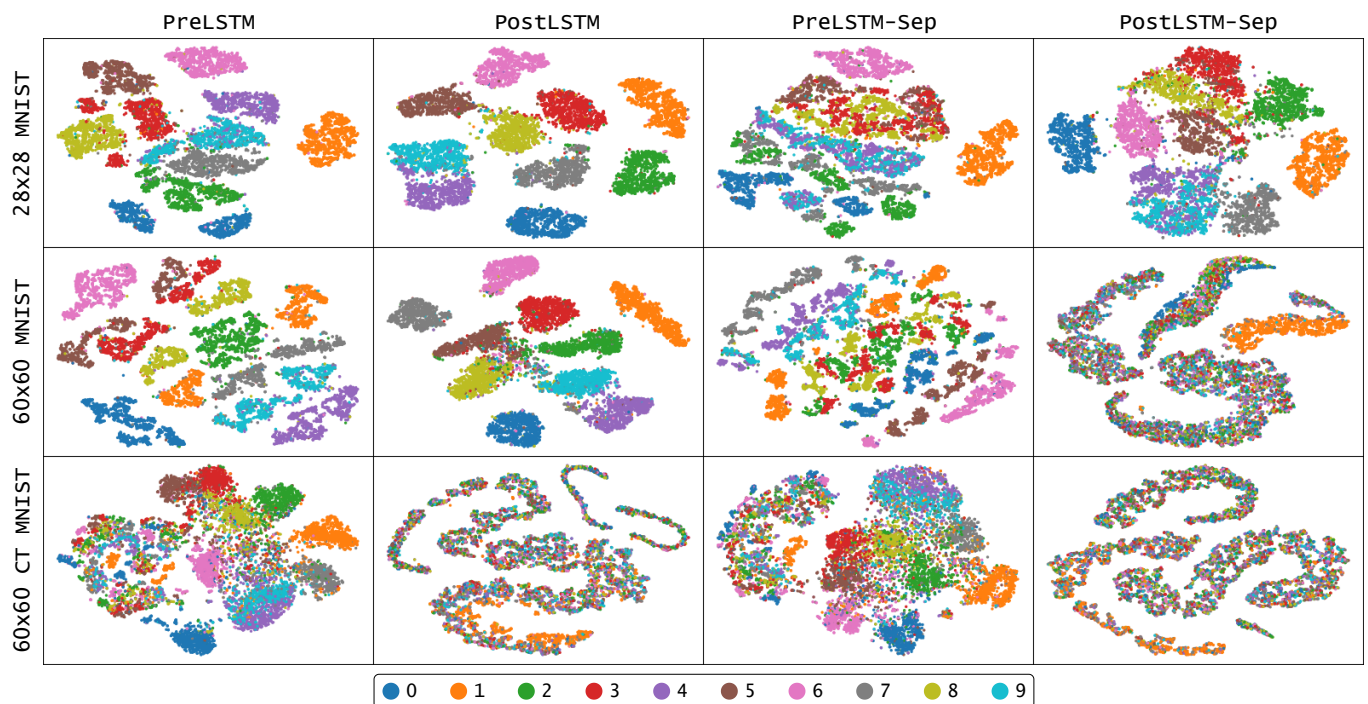 PreLSTM PostLSTM PreLSTM-Sep PostLSTM-Sep
28x28 MNIST
60x60 MNIST
60x60 CT MNIST
0 1 2 3 4 5 6 7 8 9